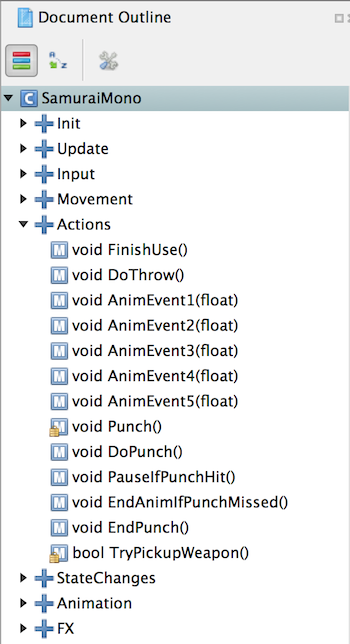 Document Outline
A
Z
C SamuraiMono
Init
Update
Input
Movement
Actions
M void FinishUse()
M void DoThrow()
M void AnimEvent1(float)
M void AnimEvent2(float)
M void AnimEvent3(float)
M void AnimEvent4(float)
M void AnimEvent5(float)
M void Punch()
M void DoPunch()
M void PauseIfPunchHit()
M void EndAnimIfPunchMissed()
M void EndPunch()
M bool TryPickupWeapon()
StateChanges
Animation
FX